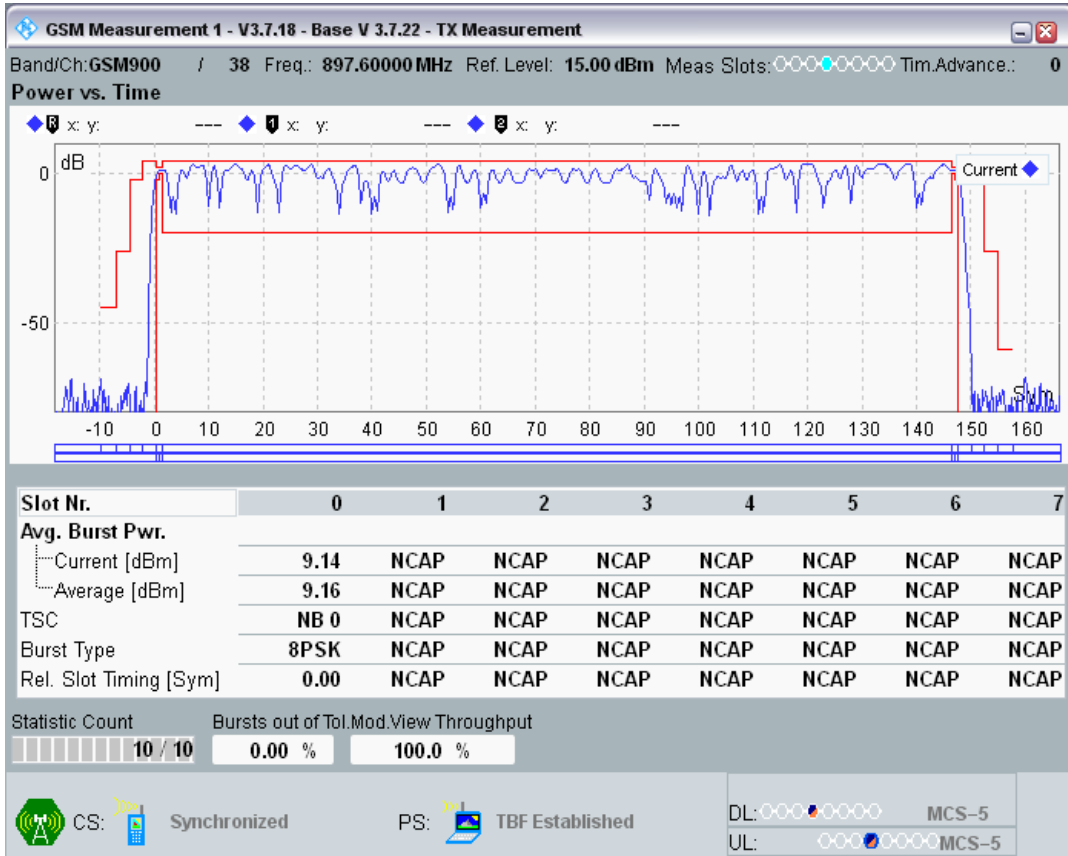 GSM Measurement 1 - V3.7.18 - Base V 3.7.22 - TX Measurement
Band/Ch:GSM900 / 38 Freq.: 897.60000 MHz Ref. Level: 15.00 dBm Meas Slots: Tim.Advance.: 0
Power vs. Time
R x: y: --- 1 x: y: --- 2 x: y: ---
dB
Current
0
-50
Sym
-10 0 10 20 30 40 50 60 70 80 90 100 110 120 130 140 150 160
Slot Nr. 0 1 2 3 4 5 6 7
Avg. Burst Pwr.
Current [dBm] 9.14 NCAP NCAP NCAP NCAP NCAP NCAP NCAP
Average [dBm] 9.16 NCAP NCAP NCAP NCAP NCAP NCAP NCAP
TSC NB 0 NCAP NCAP NCAP NCAP NCAP NCAP NCAP
Burst Type 8PSK NCAP NCAP NCAP NCAP NCAP NCAP NCAP
Rel. Slot Timing [Sym] 0.00 NCAP NCAP NCAP NCAP NCAP NCAP NCAP
Statistic Count Bursts out of Tol.Mod.View Throughput
10 / 10 0.00 % 100.0 %
CS: Synchronized PS: TBF Established
DL: MCS-5
UL: MCS-5